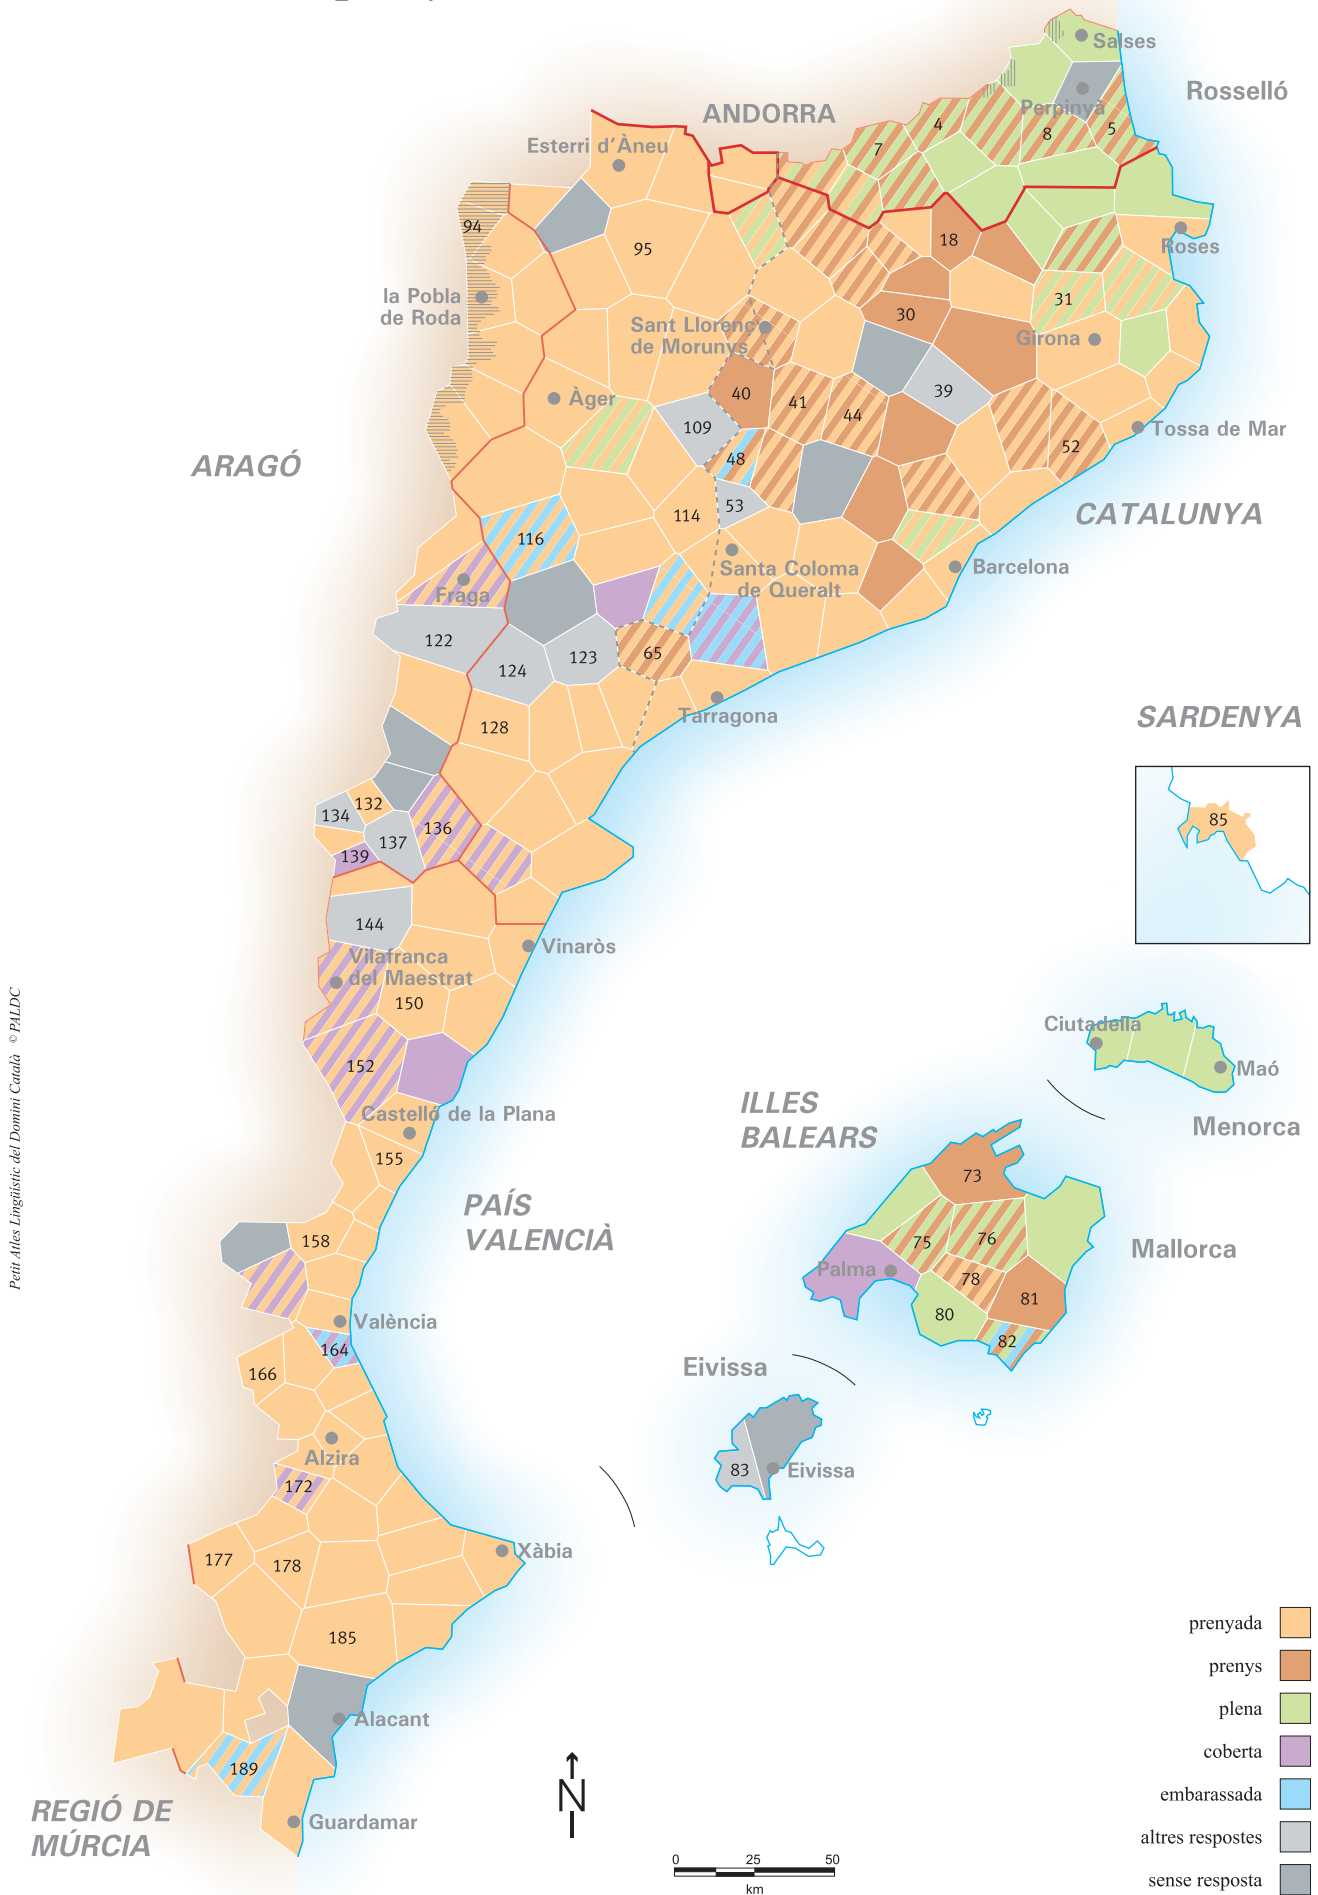 Salses
Rosselló
ANDORRA
Perpinyà
4
8
5
7
Esterri d'Àneu
94
95
18
Roses
la Pobla
de Roda
31
30
Sant Llorenç
de Morunys
Girona
40
41
44
39
Àger
109
52
Tossa de Mar
ARAGÓ
48
53
114
CATALUNYA
116
Santa Coloma
de Queralt
Barcelona
Fraga
122
123
124
65
128
Tarragona
SARDENYA
85
132
134
136
137
139
144
Vinaròs
Vilafranca
del Maestrat
150
152
Petit Atles Lingüístic del Domini Català © PALDC
Ciutadella
Maó
Menorca
ILLES
BALEARS
Castelló de la Plana
155
73
PAÍS
VALENCIÀ
158
75
76
Mallorca
Palma
78
81
80
82
València
164
166
Eivissa
Alzira
83
Eivissa
172
177
178
Xàbia
185
Alacant
189
REGIÓ DE
MÚRCIA
Guardamar
N
0 25 50
km
prenyada
prenys
plena
coberta
embarassada
altres respostes
sense resposta